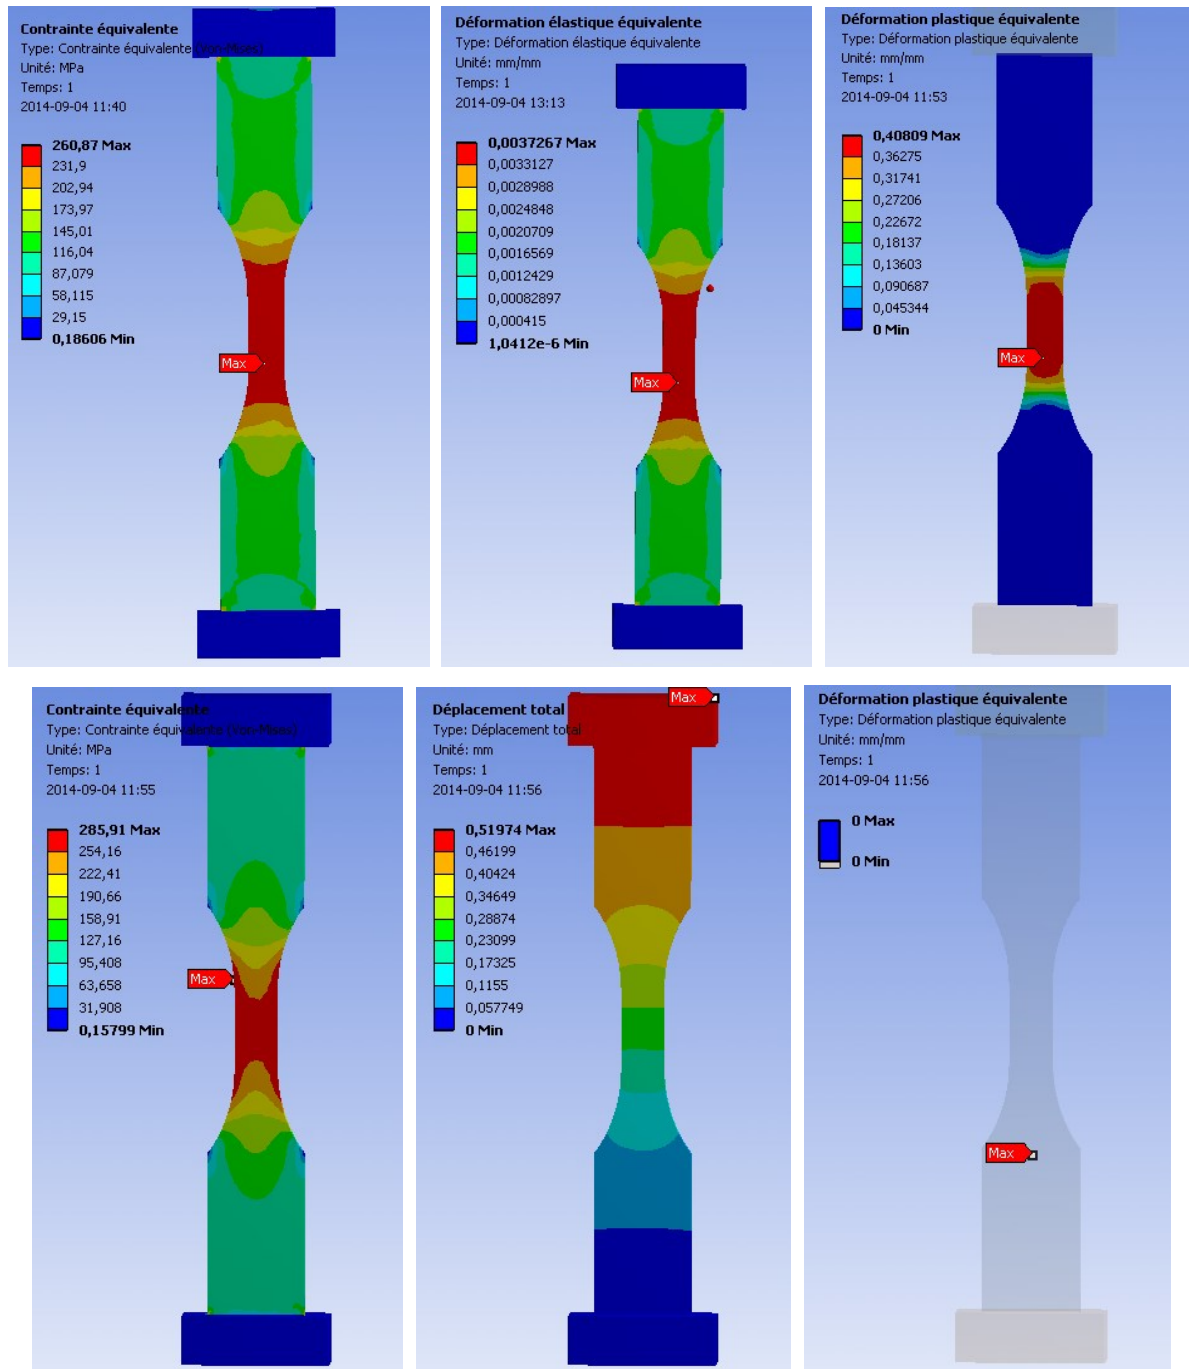 Contrainte équivalente
Type: Contrainte équivalente (Von-Mises)
Unité: MPa
Temps: 1
2014-09-04 11:40
260,87 Max
231,9
202,94
173,97
145,01
116,04
87,079
58,115
29,15
0,18606 Min
Max
Déformation élastique équivalente
Type: Déformation élastique équivalente
Unité: mm/mm
Temps: 1
2014-09-04 13:13
0,0037267 Max
0,0033127
0,0028988
0,0024848
0,0020709
0,0016569
0,0012429
0,00082897
0,000415
1,0412e-6 Min
Max
Déformation plastique équivalente
Type: Déformation plastique équivalente
Unité: mm/mm
Temps: 1
2014-09-04 11:53
0,40809 Max
0,36275
0,31741
0,27206
0,22672
0,18137
0,13603
0,090687
0,045344
0 Min
Max
Contrainte équivalente
Type: Contrainte équivalente (Von-Mises)
Unité: MPa
Temps: 1
2014-09-04 11:55
285,91 Max
254,16
222,41
190,66
158,91
127,16
95,408
63,658
31,908
0,15799 Min
Max
Déplacement total
Type: Déplacement total
Unité: mm
Temps: 1
2014-09-04 11:56
0,51974 Max
0,46199
0,40424
0,34649
0,28874
0,23099
0,17325
0,1155
0,057749
0 Min
Max
Déformation plastique équivalente
Type: Déformation plastique équivalente
Unité: mm/mm
Temps: 1
2014-09-04 11:56
0 Max
0 Min
Max